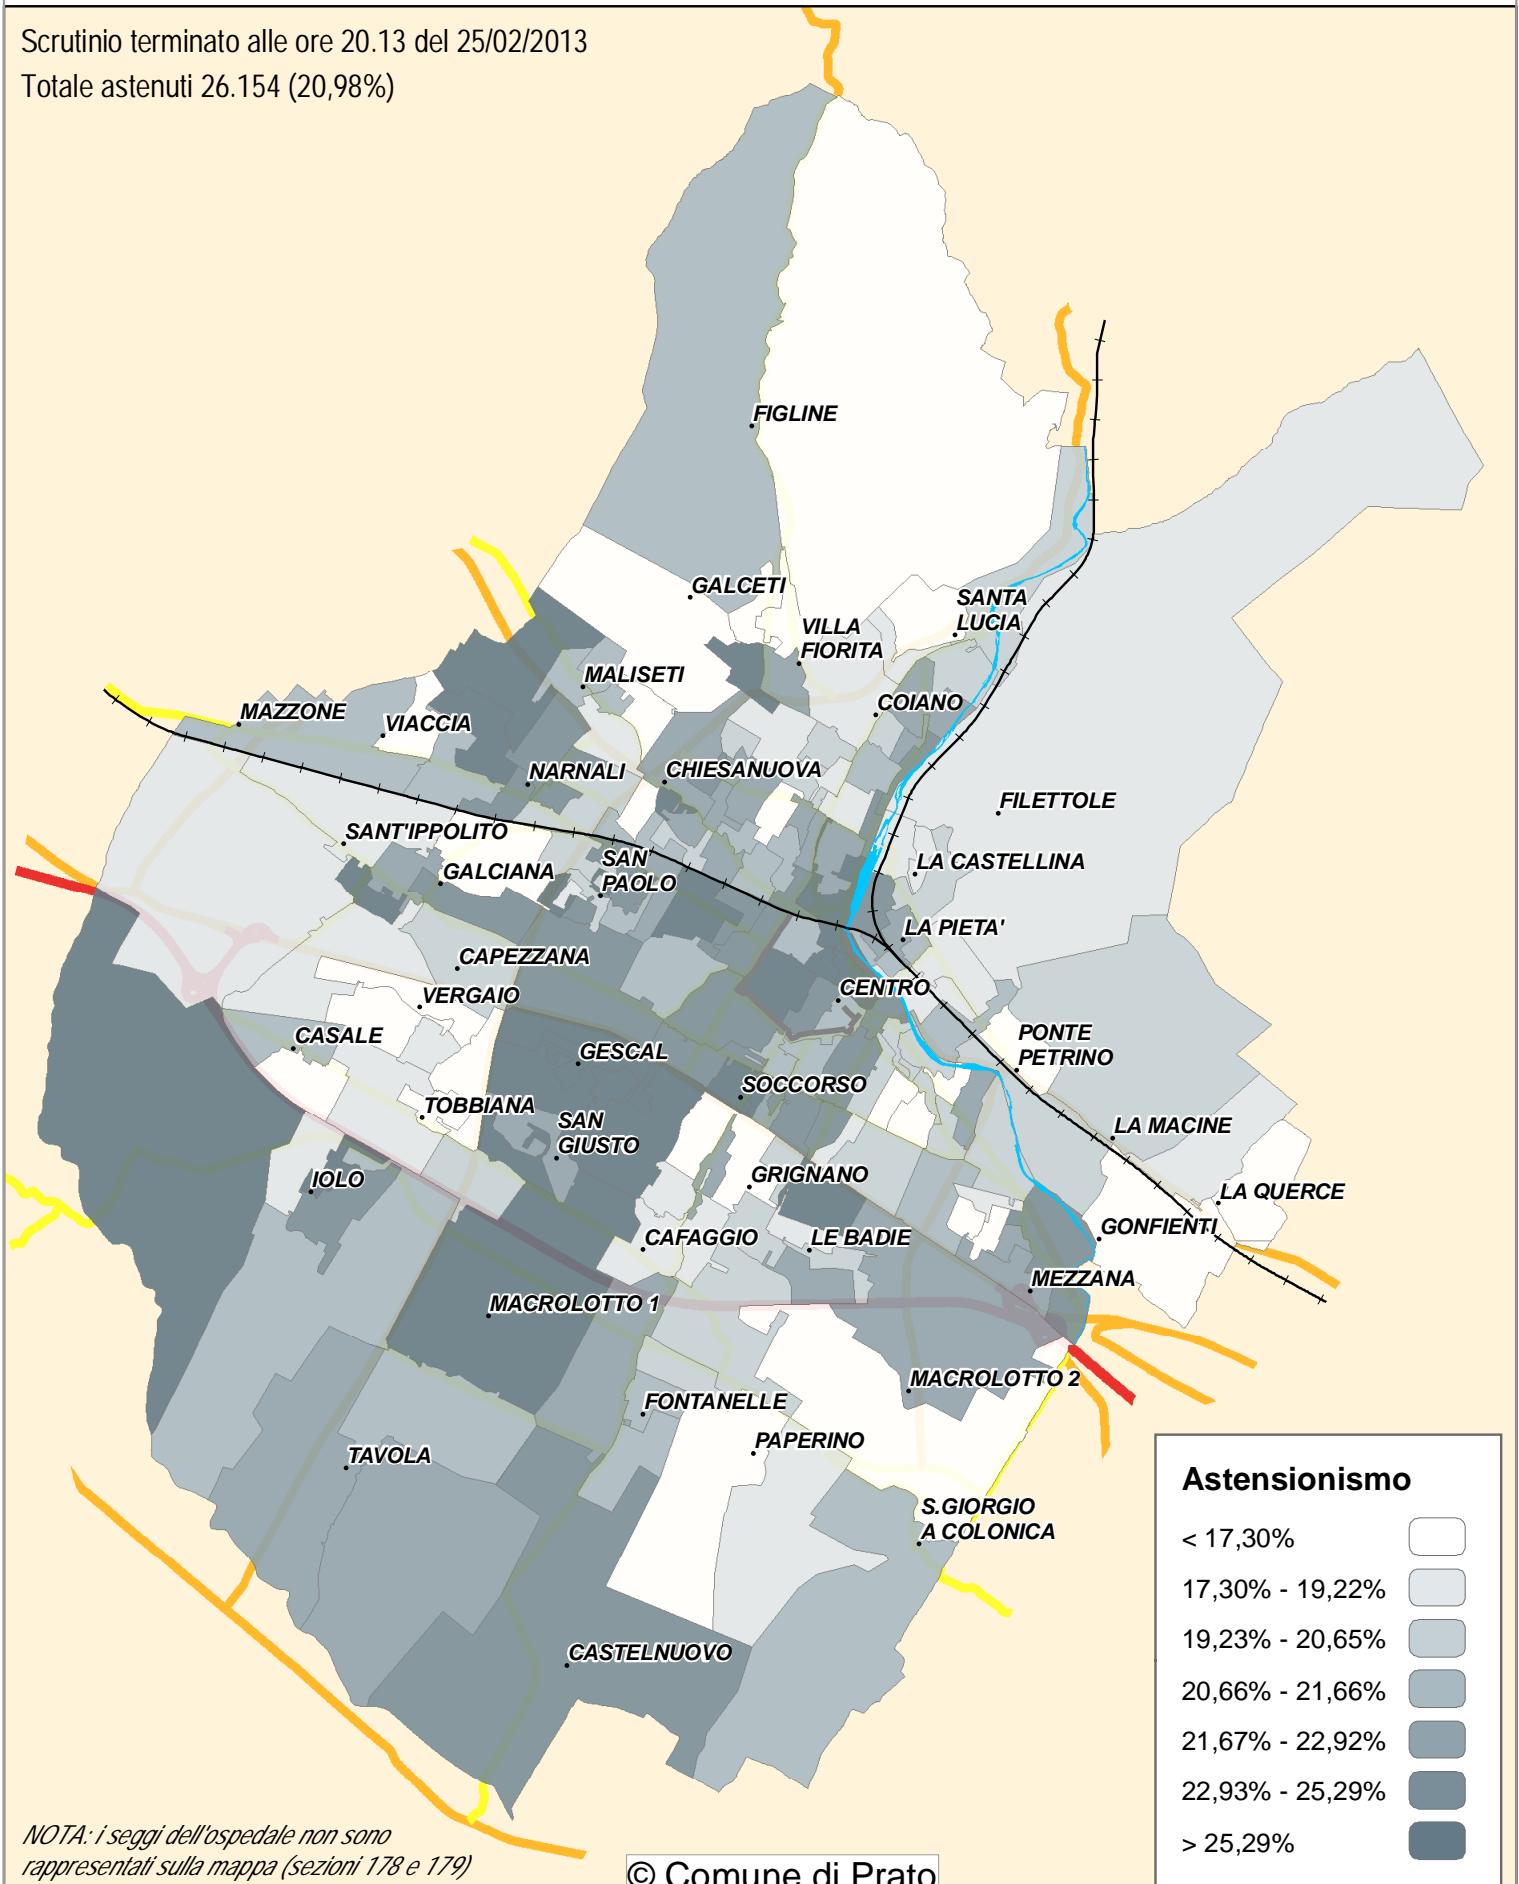 Scrutinio terminato alle ore 20.13 del 25/02/2013
Totale astenuti 26.154 (20,98%)
FIGLINE
GALCETI
SANTA
LUCIA
VILLA
FIORITA
MALISETI
COIANO
MAZZONE
VIACCIA
NARNALI
CHIESANUOVA
FILETTOLE
SANT'IPPOLITO
GALCIANA
SAN
PAOLO
LA CASTELLINA
LA PIETA'
CAPEZZANA
VERGAIO
CENTRO
CASALE
PONTE
PETRINO
GESCAL
SOCCORSO
TOBBIANA
SAN
GIUSTO
LA MACINE
IOLO
GRIGNANO
LA QUERCE
CAFAGGIO
LE BADIE
GONFIENTI
MEZZANA
MACROLOTTO 1
MACROLOTTO 2
FONTANELLE
PAPERINO
TAVOLA
S.GIORGIO
A COLONICA
CASTELNUOVO
Astensionismo
< 17,30%
17,30% - 19,22%
19,23% - 20,65%
20,66% - 21,66%
21,67% - 22,92%
22,93% - 25,29%
> 25,29%
NOTA: i seggi dell'ospedale non sono
rappresentati sulla mappa (sezioni 178 e 179)
© Comune di Prato